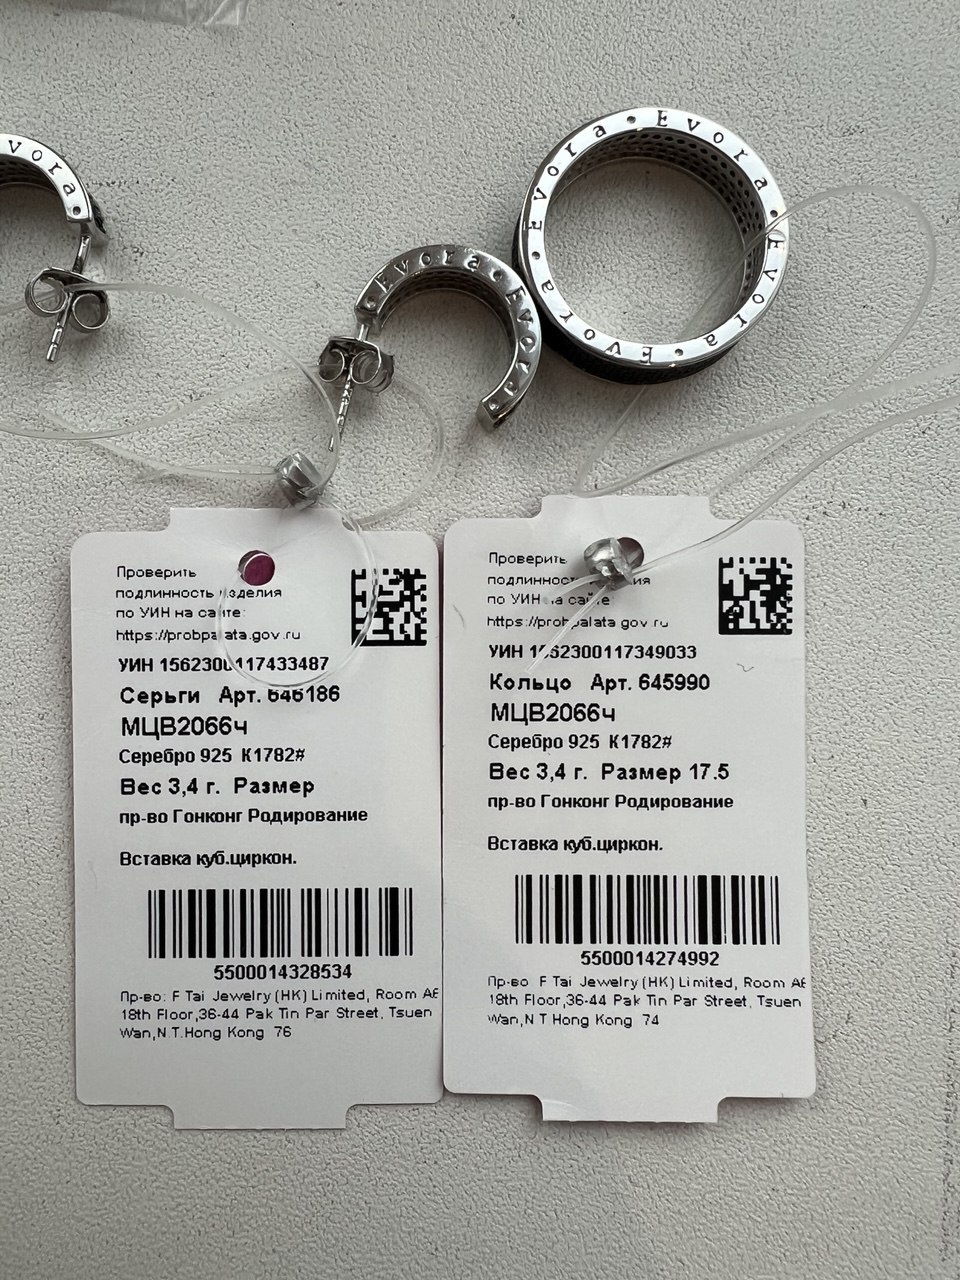 vora
Evora • Evora
Evora • Evora • Evora • Evora • Evora
Проверить
подлинность изделия
по УИН на сайте:
https://probpalata.gov.ru
УИН 1562300117433487
Серьги Арт. 646186
МЦВ2066ч
Серебро 925 К1782#
Вес 3,4 г. Размер
пр-во Гонконг Родирование
Вставка куб.циркон.
5500014328534
Пр-во: F Tai Jewelry (HK) Limited, Room A6
18th Floor,36-44 Pak Tin Par Street, Tsuen
Wan,N.T.Hong Kong 76
Проверить
подлинность изделия
по УИН на сайте
https://probpalata.gov.ru
УИН 1562300117349033
Кольцо Арт. 645990
МЦВ2066ч
Серебро 925 К1782#
Вес 3,4 г. Размер 17.5
пр-во Гонконг Родирование
Вставка куб.циркон.
5500014274992
Пр-во: F Tai Jewelry (HK) Limited, Room A6
18th Floor,36-44 Pak Tin Par Street, Tsuen
Wan,N.T.Hong Kong 74